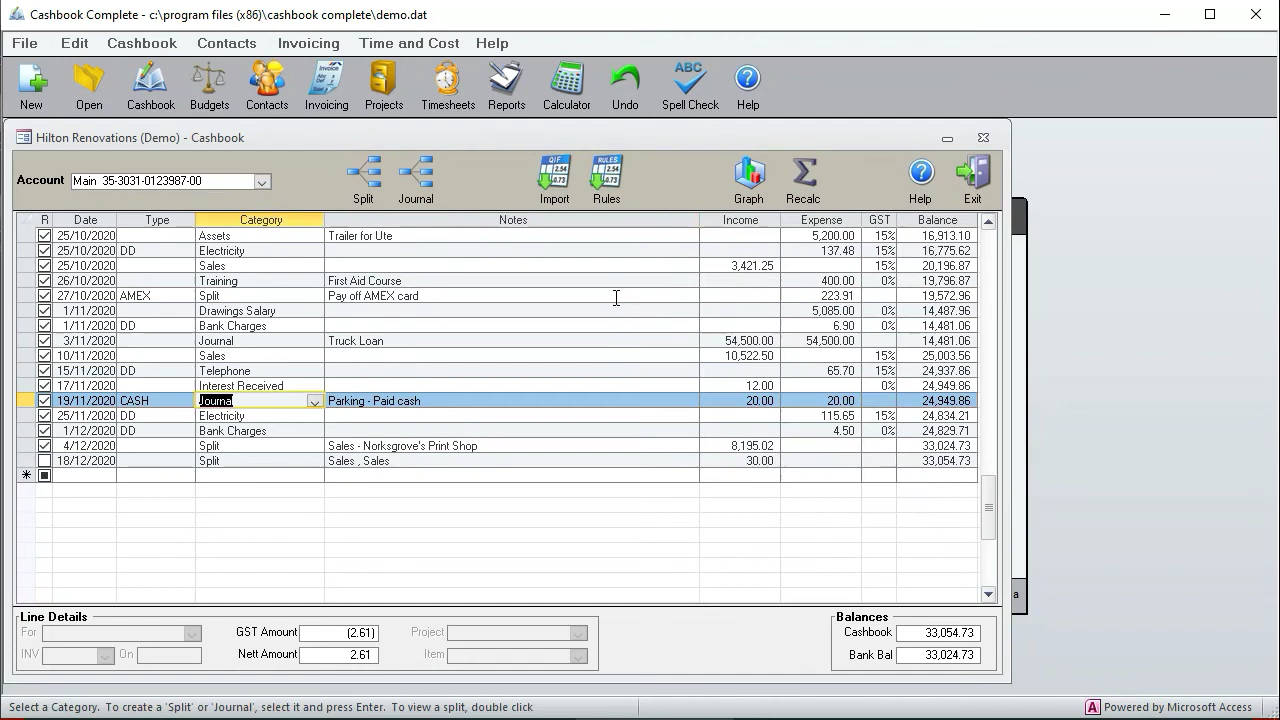 Cashbook Complete - c:\program files (x86)\cashbook complete\demo.dat
File Edit Cashbook Contacts Invoicing Time and Cost Help
Invoice
ABC
New Open Cashbook Budgets Contacts Invoicing Projects Timesheets Reports Calculator Undo Spell Check Help
Hilton Renovations (Demo) - Cashbook
QIF 2.54 4.73 RULES 2.54 4.73
Account Main 35-3031-0123987-00
Split Journal Import Rules Graph Recalc Help Exit
R Date Type Category Notes Income Expense GST Balance
25/10/2020 Assets Trailer for Ute 5,200.00 15% 16,913.10
25/10/2020 DD Electricity 137.48 15% 16,775.62
25/10/2020 Sales 3,421.25 15% 20,196.87
26/10/2020 Training First Aid Course 400.00 0% 19,796.87
27/10/2020 AMEX Split Pay off AMEX card 223.91 19,572.96
1/11/2020 Drawings Salary 5,085.00 0% 14,487.96
1/11/2020 DD Bank Charges 6.90 0% 14,481.06
3/11/2020 Journal Truck Loan 54,500.00 54,500.00 14,481.06
10/11/2020 Sales 10,522.50 15% 25,003.56
15/11/2020 DD Telephone 65.70 15% 24,937.86
17/11/2020 Interest Received 12.00 0% 24,949.86
19/11/2020 CASH Journal Parking - Paid cash 20.00 20.00 24,949.86
25/11/2020 DD Electricity 115.65 15% 24,834.21
1/12/2020 DD Bank Charges 4.50 0% 24,829.71
4/12/2020 Split Sales - Norksgrove's Print Shop 8,195.02 33,024.73
18/12/2020 Split Sales , Sales 30.00 33,054.73
a
Line Details Balances
For GST Amount (2.61) Project Cashbook 33,054.73
INV On Nett Amount 2.61 Item Bank Bal 33,024.73
Select a Category. To create a 'Split' or 'Journal', select it and press Enter. To view a split, double click
A Powered by Microsoft Access